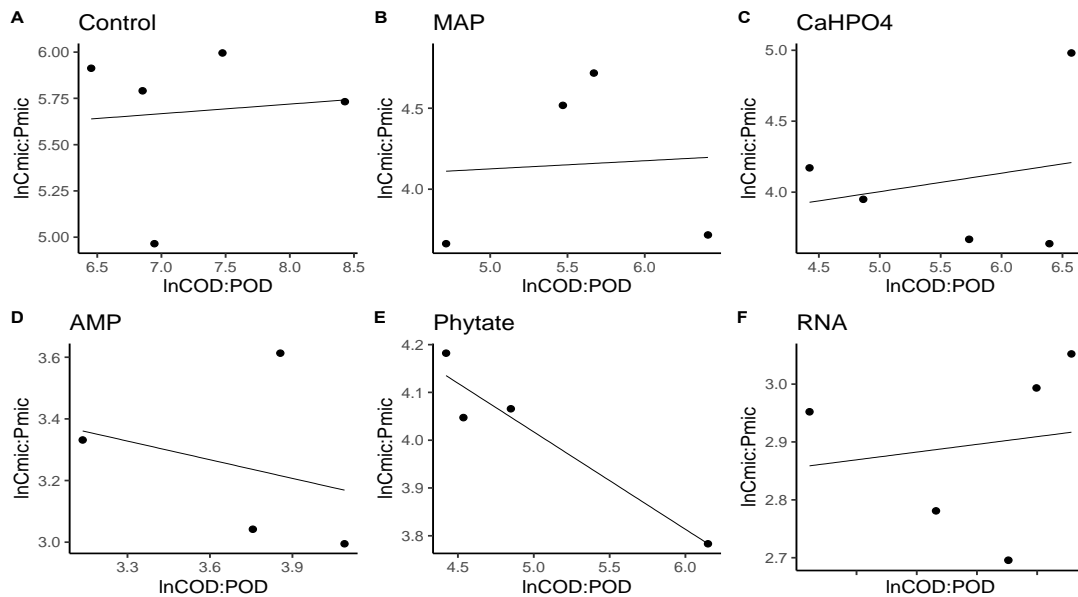 A Control
6.00
5.75
5.50
5.25
5.00
lnCmic:Pmic
6.5 7.0 7.5 8.0 8.5
lnCOD:POD
B MAP
4.5
4.0
lnCmic:Pmic
5.0 5.5 6.0
lnCOD:POD
C CaHPO4
5.0
4.5
4.0
lnCmic:Pmic
4.5 5.0 5.5 6.0 6.5
lnCOD:POD
D AMP
3.6
3.4
3.2
3.0
lnCmic:Pmic
3.3 3.6 3.9
lnCOD:POD
E Phytate
4.2
4.1
4.0
3.9
3.8
lnCmic:Pmic
4.5 5.0 5.5 6.0
lnCOD:POD
F RNA
3.0
2.9
2.8
2.7
lnCmic:Pmic
lnCOD:POD